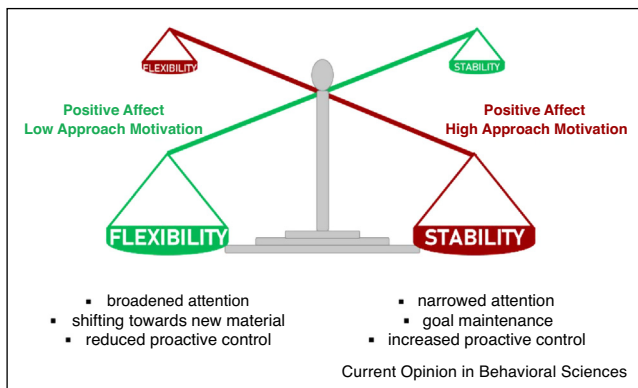 FLEXIBILITY
STABILITY
Positive Affect
Low Approach Motivation
Positive Affect
High Approach Motivation
FLEXIBILITY
STABILITY
▪ broadened attention
▪ shifting towards new material
▪ reduced proactive control
▪ narrowed attention
▪ goal maintenance
▪ increased proactive control
Current Opinion in Behavioral Sciences